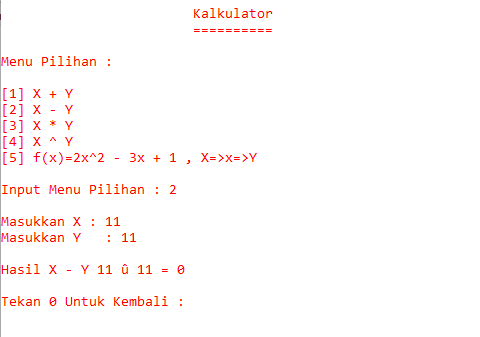 Kalkulator
==========
Menu Pilihan :
[1] X + Y
[2] X - Y
[3] X * Y
[4] X ^ Y
[5] f(x)=2x^2 - 3x + 1 , X=>x=>Y
Input Menu Pilihan : 2
Masukkan X : 11
Masukkan Y   : 11
Hasil X - Y 11 û 11 = 0
Tekan 0 Untuk Kembali :